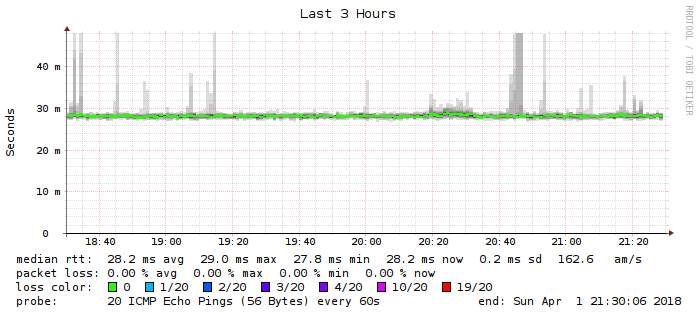 Last 3 Hours
RRDTOOL / TOBI OETIKER
Seconds
40 m
30 m
20 m
10 m
0
18:40 19:00 19:20 19:40 20:00 20:20 20:40 21:00 21:20
median rtt: 28.2 ms avg 29.0 ms max 27.8 ms min 28.2 ms now 0.2 ms sd 162.6 am/s
packet loss: 0.00 % avg 0.00 % max 0.00 % min 0.00 % now
loss color: 0 1/20 2/20 3/20 4/20 10/20 19/20
probe: 20 ICMP Echo Pings (56 Bytes) every 60s end: Sun Apr 1 21:30:06 2018